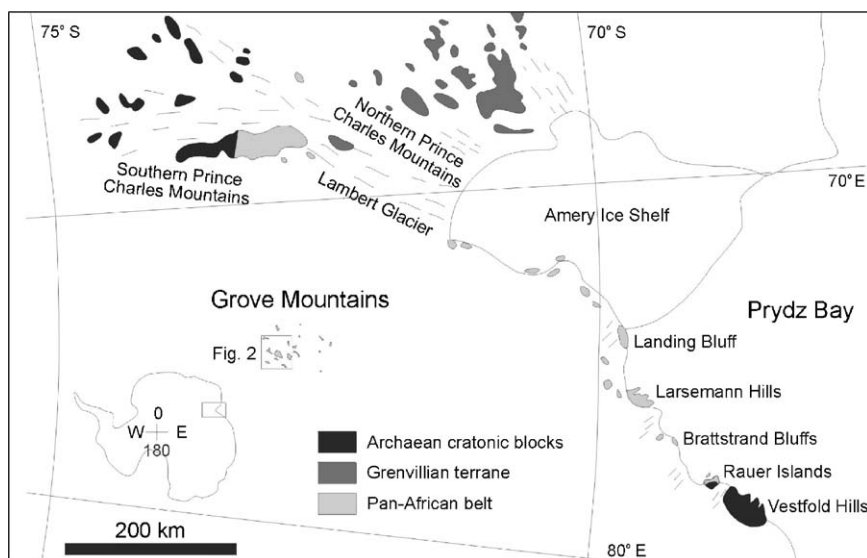 75° S
70° S
Northern Prince
Charles Mountains
Southern Prince
Charles Mountains
Lambert Glacier
70° E
Amery Ice Shelf
Grove Mountains
Prydz Bay
Fig. 2
Landing Bluff
Larsemann Hills
0
W E
180
Archaean cratonic blocks
Brattstrand Bluffs
Grenvillian terrane
Rauer Islands
Pan-African belt
Vestfold Hills
200 km
80° E